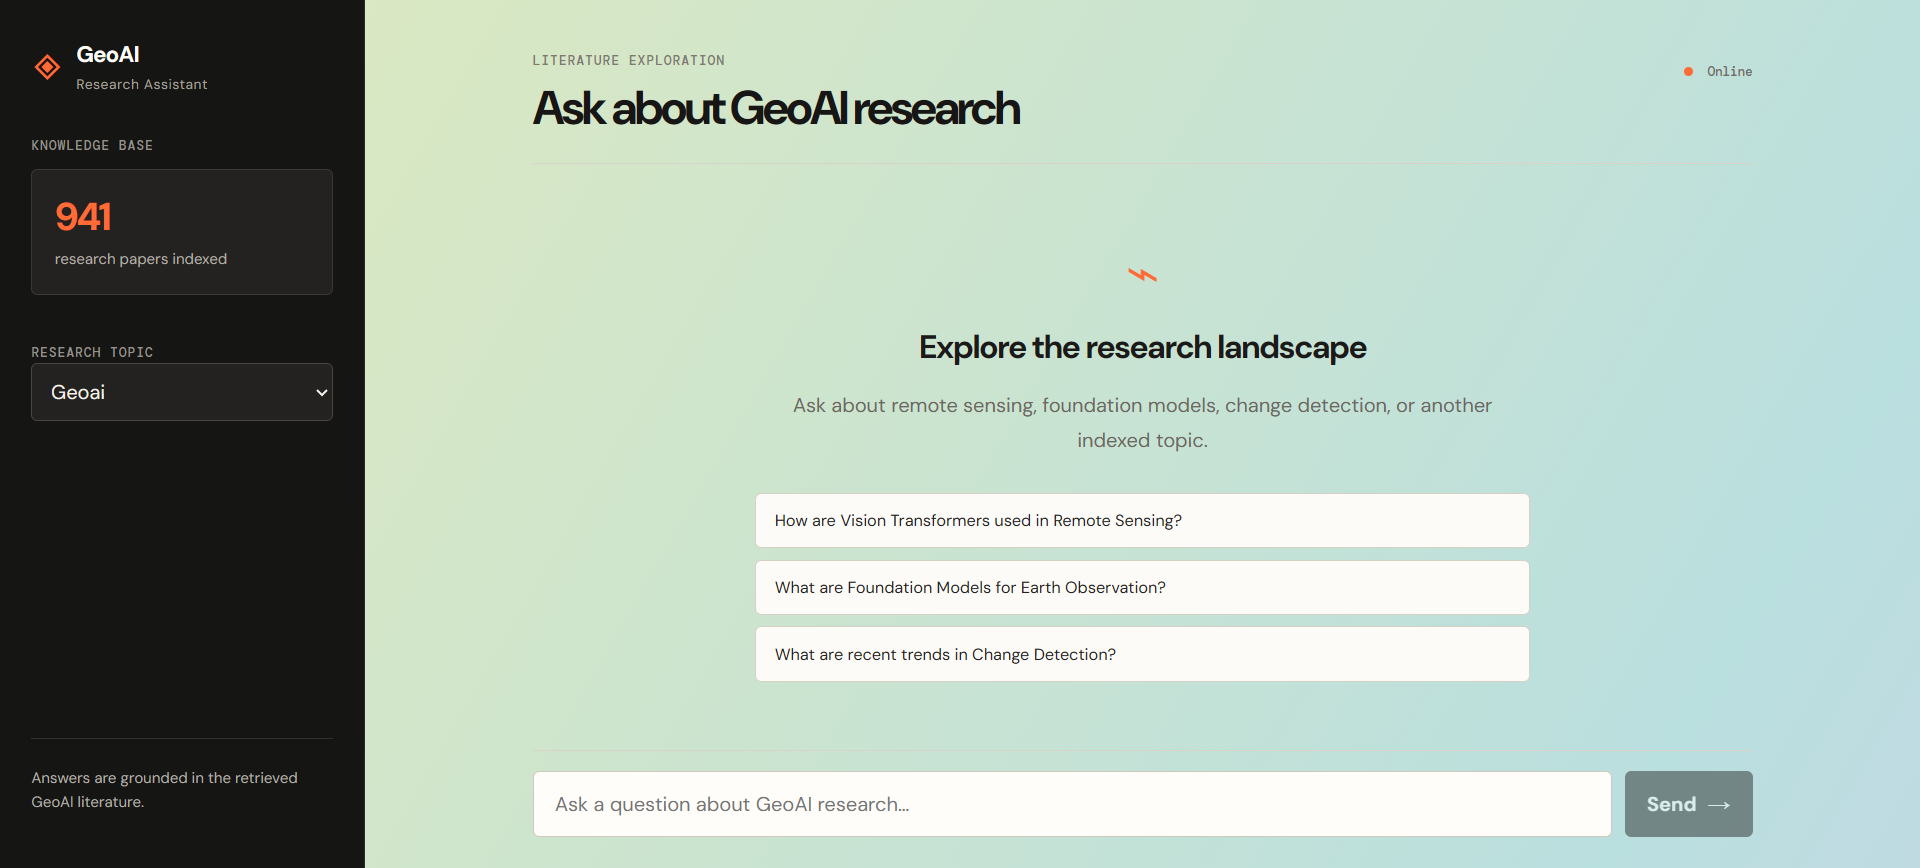 GeoAI
Research Assistant
KNOWLEDGE BASE
941
research papers indexed
RESEARCH TOPIC
Geoai
Answers are grounded in the retrieved
GeoAI literature.
LITERATURE EXPLORATION
Online
Ask about GeoAI research
Explore the research landscape
Ask about remote sensing, foundation models, change detection, or another
indexed topic.
How are Vision Transformers used in Remote Sensing?
What are Foundation Models for Earth Observation?
What are recent trends in Change Detection?
Ask a question about GeoAI research...
Send →